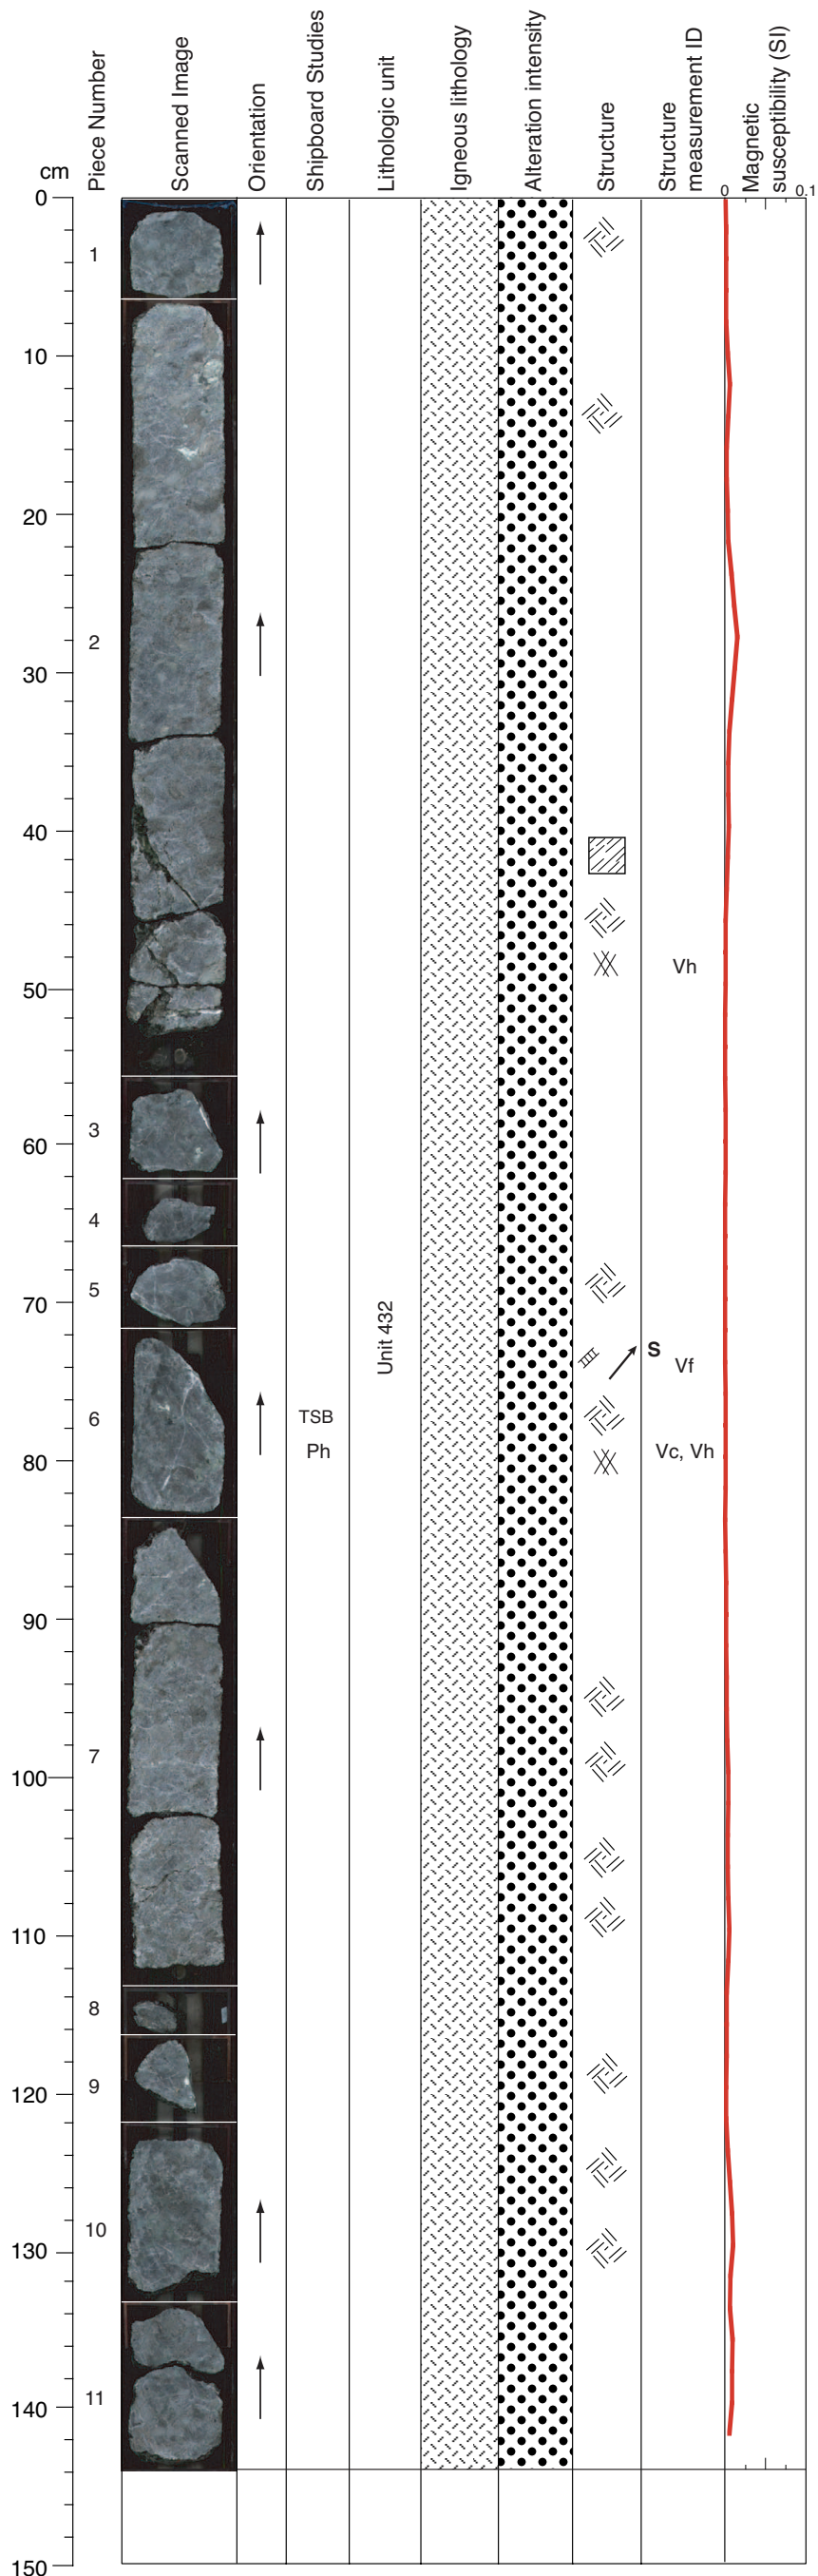 cm
Piece Number
Scanned Image
Orientation
Shipboard Studies
Lithologic unit
Igneous lithology
Alteration intensity
Structure
Structure
measurement ID
Magnetic
susceptibility (SI)
0 0.1
0
1
10
20
2
30
40
50
Vh
3
60
4
5
70
Unit 432
S
Vf
6
TSB
Ph
Vc, Vh
80
90
7
100
110
8
9
120
10
130
11
140
150